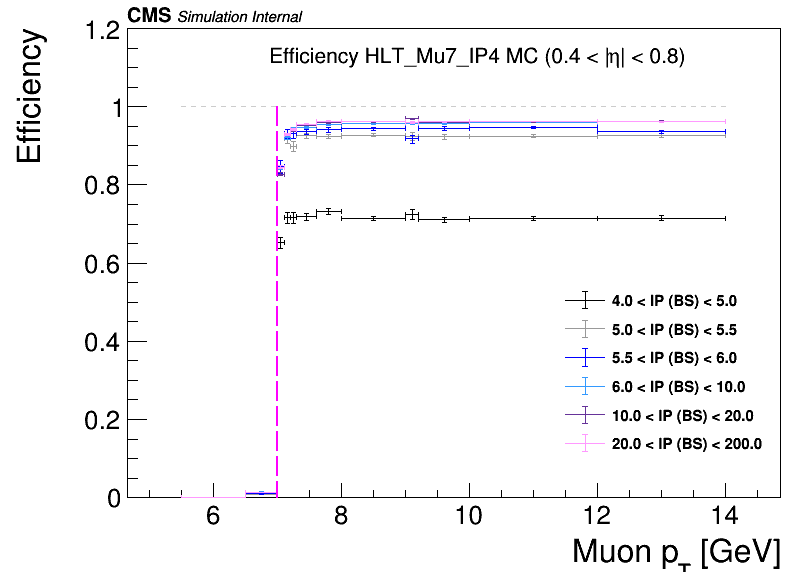 CMS Simulation Internal
Efficiency HLT_Mu7_IP4 MC (0.4 < |η| < 0.8)
Efficiency
1.2
1
0.8
0.6
0.4
0.2
0
4.0 < IP (BS) < 5.0
5.0 < IP (BS) < 5.5
5.5 < IP (BS) < 6.0
6.0 < IP (BS) < 10.0
10.0 < IP (BS) < 20.0
20.0 < IP (BS) < 200.0
6 8 10 12 14
Muon p_T [GeV]